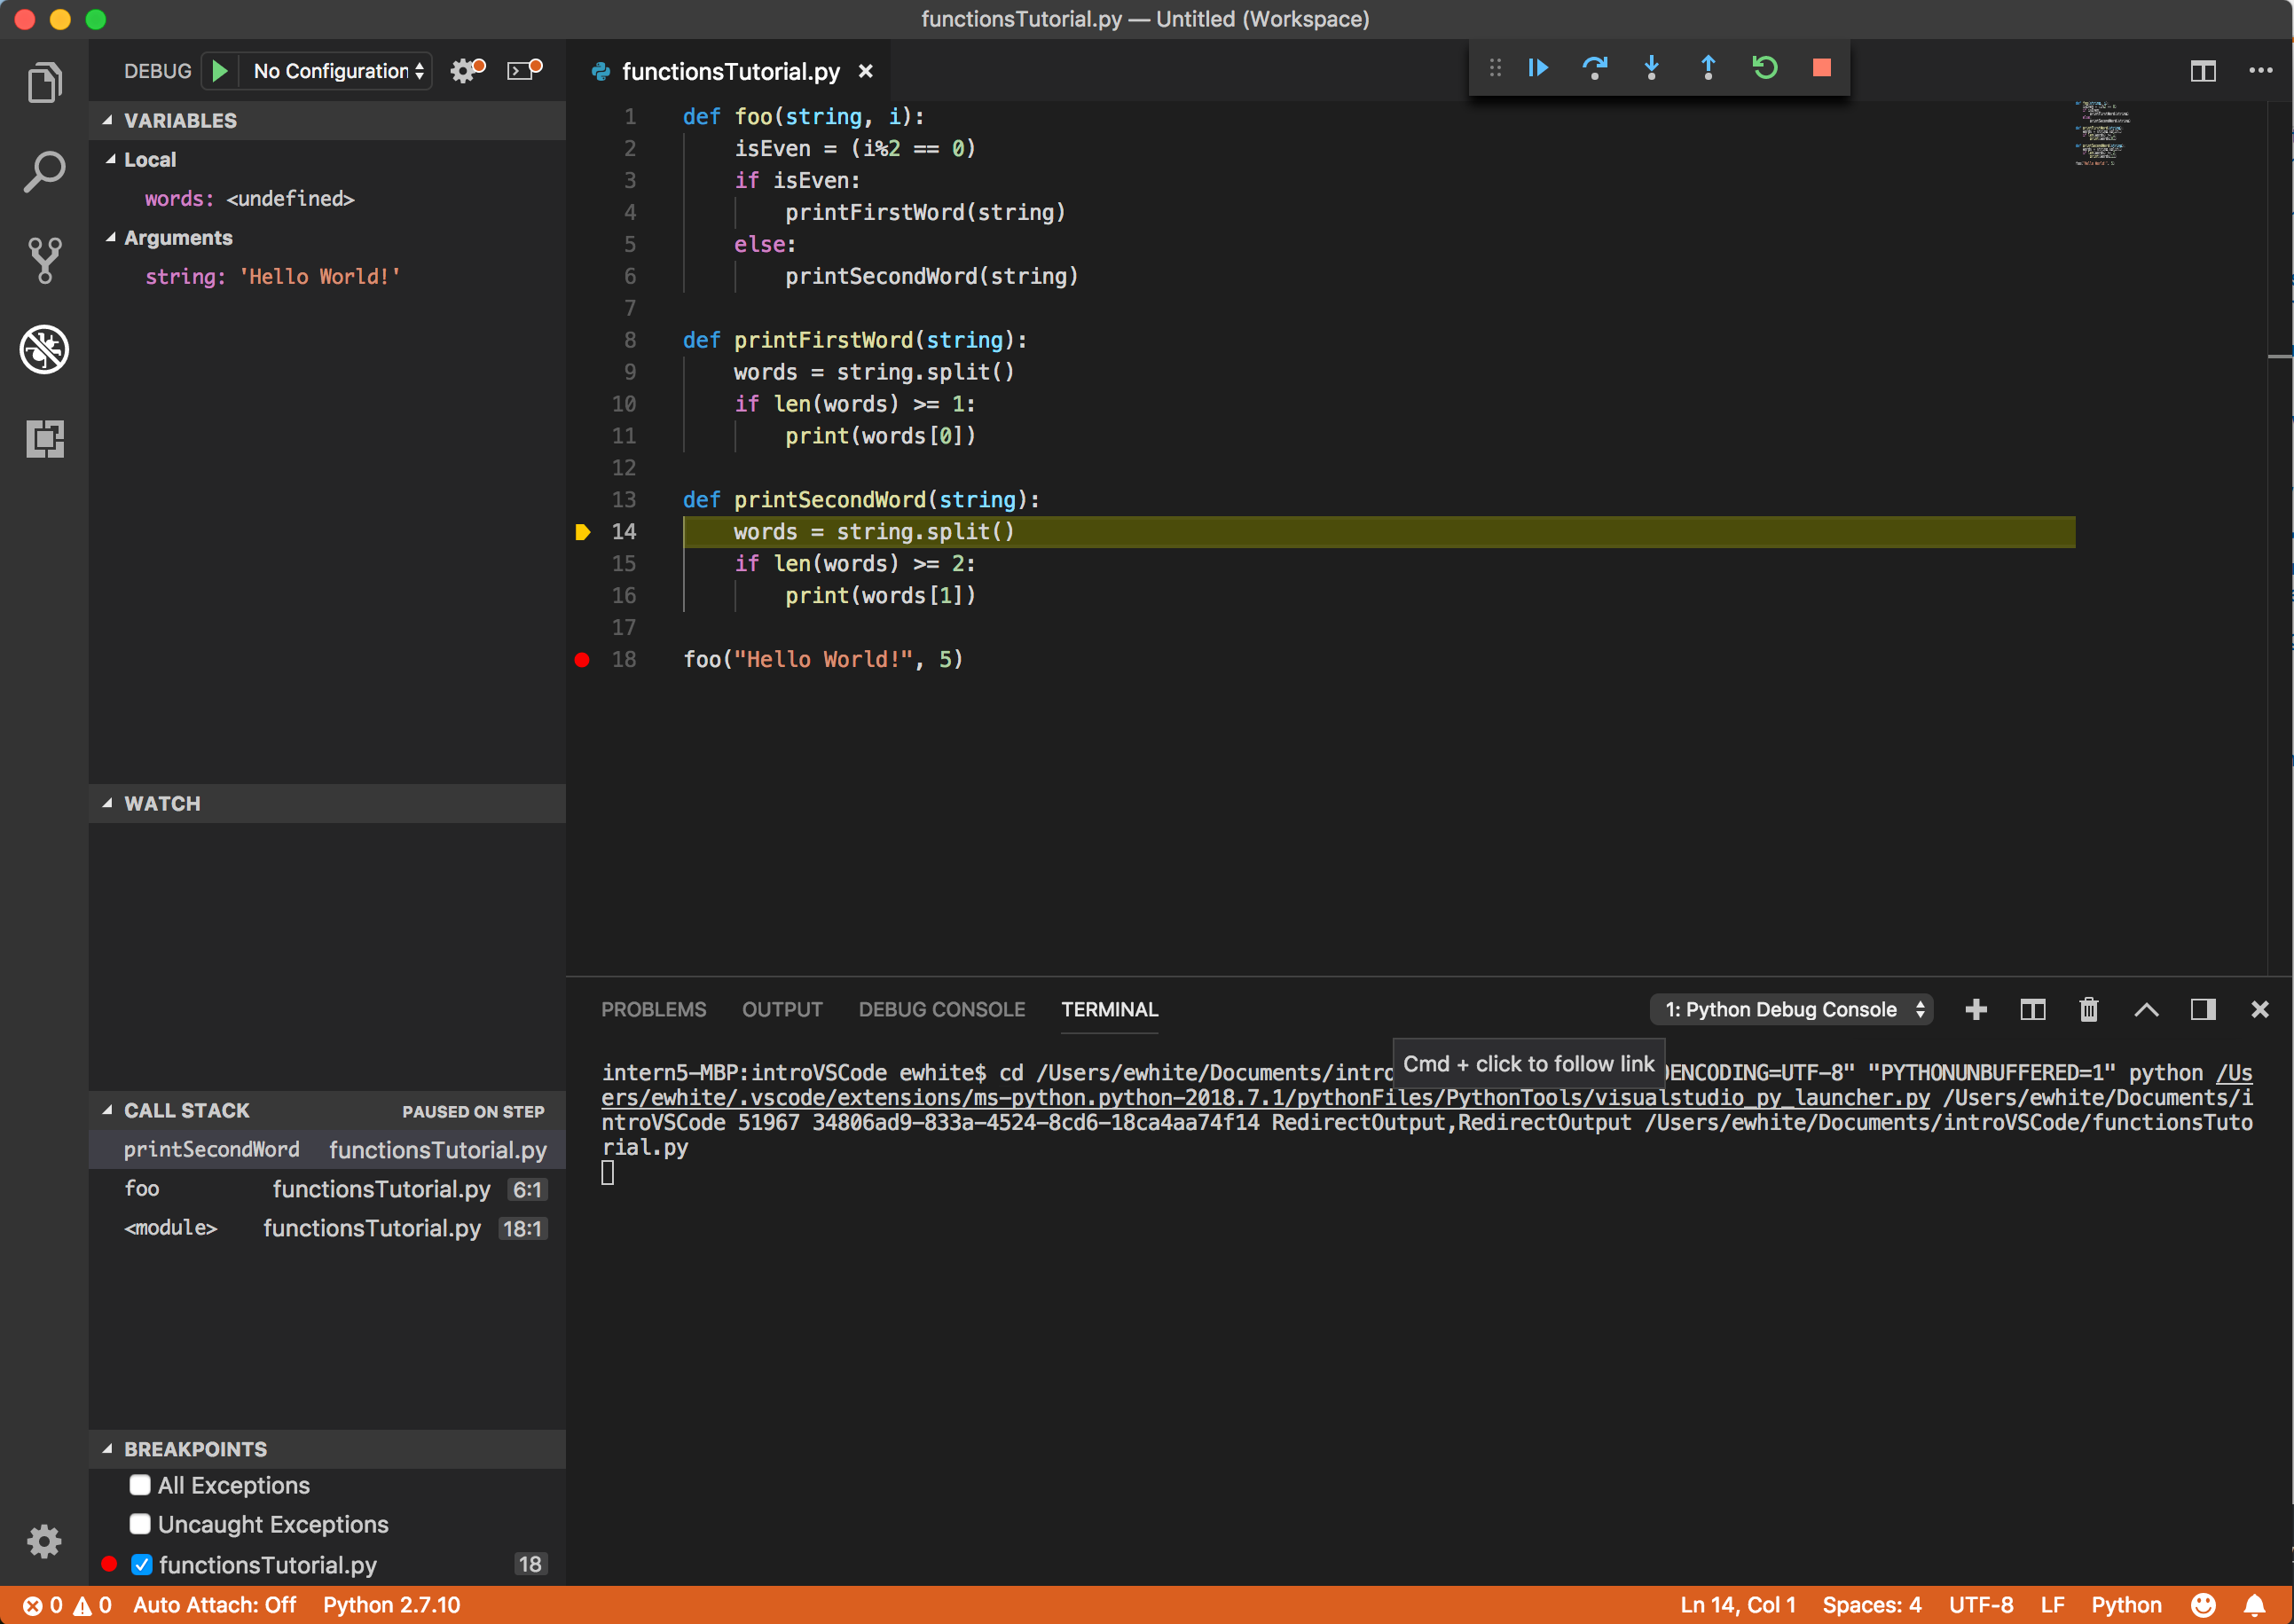 functionsTutorial.py — Untitled (Workspace)
DEBUG No Configuration
functionsTutorial.py
VARIABLES
Local
words: <undefined>
Arguments
string: 'Hello World!'
WATCH
CALL STACK PAUSED ON STEP
printSecondWord functionsTutorial.py
foo functionsTutorial.py 6:1
<module> functionsTutorial.py 18:1
BREAKPOINTS
All Exceptions
Uncaught Exceptions
functionsTutorial.py 18
1 def foo(string, i):
2 isEven = (i%2 == 0)
3 if isEven:
4 printFirstWord(string)
5 else:
6 printSecondWord(string)
7
8 def printFirstWord(string):
9 words = string.split()
10 if len(words) >= 1:
11 print(words[0])
12
13 def printSecondWord(string):
14 words = string.split()
15 if len(words) >= 2:
16 print(words[1])
17
18 foo("Hello World!", 5)
PROBLEMS OUTPUT DEBUG CONSOLE TERMINAL 1: Python Debug Console
Cmd + click to follow link
intern5-MBP:introVSCode ewhite$ cd /Users/ewhite/Documents/intro ENCODING=UTF-8" "PYTHONUNBUFFERED=1" python /Us
ers/ewhite/.vscode/extensions/ms-python.python-2018.7.1/pythonFiles/PythonTools/visualstudio_py_launcher.py /Users/ewhite/Documents/i
ntroVSCode 51967 34806ad9-833a-4524-8cd6-18ca4aa74f14 RedirectOutput,RedirectOutput /Users/ewhite/Documents/introVSCode/functionsTuto
rial.py
0 0 Auto Attach: Off Python 2.7.10 Ln 14, Col 1 Spaces: 4 UTF-8 LF Python